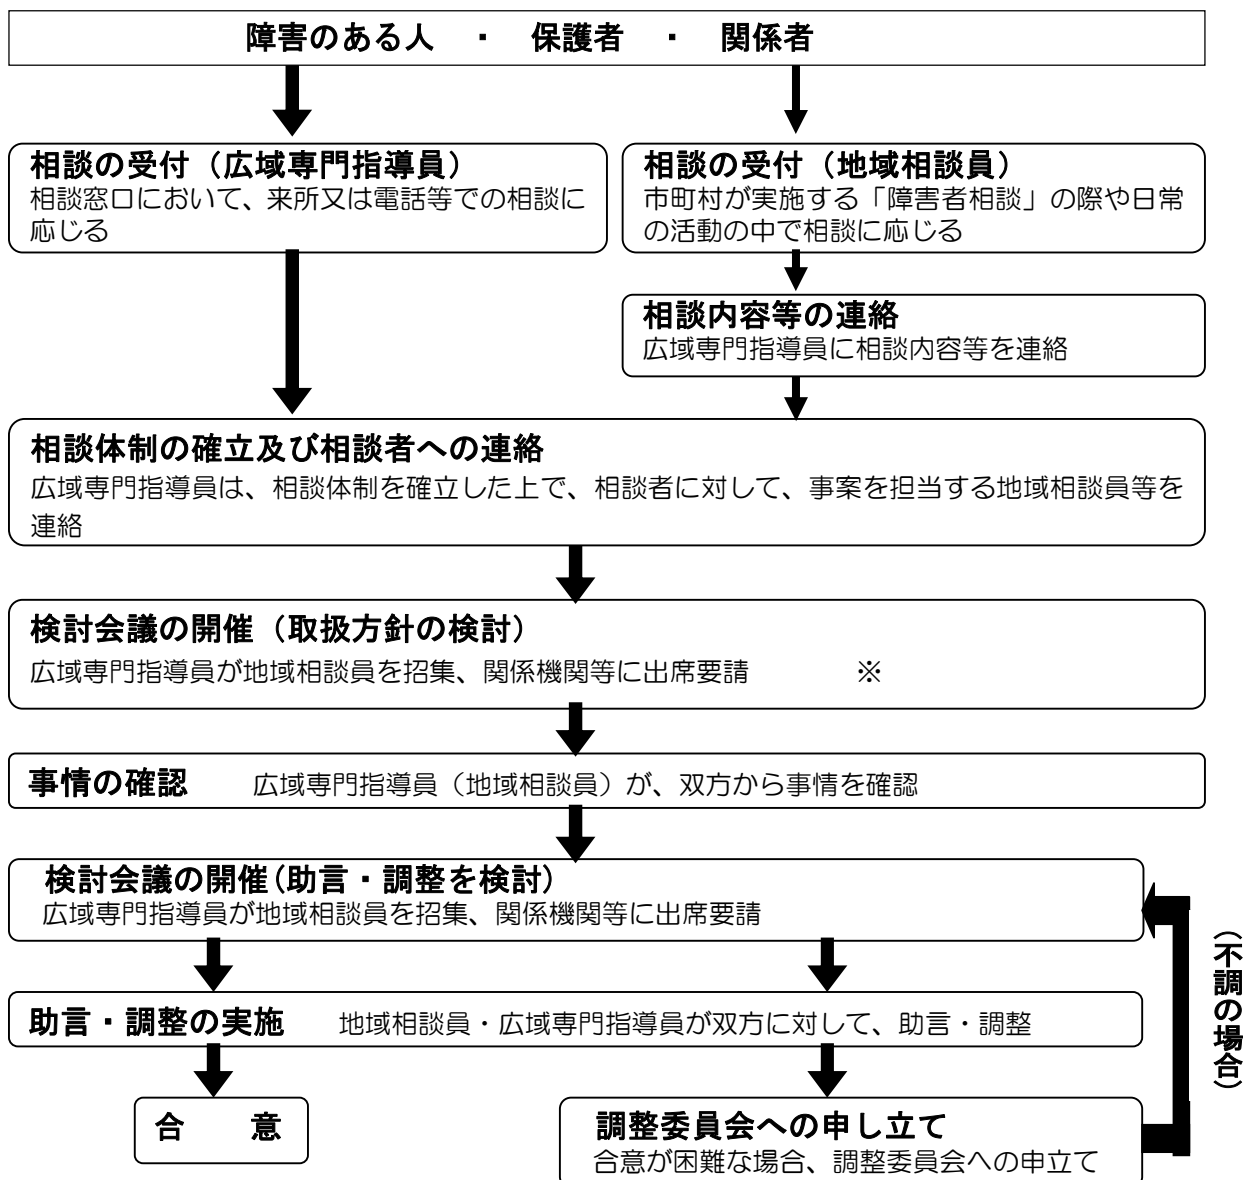 障害のある人　・　保護者　・　関係者
相談の受付（広域専門指導員）
相談窓口において、来所又は電話等での相談に
応じる
相談の受付（地域相談員）
市町村が実施する「障害者相談」の際や日常
の活動の中で相談に応じる
相談内容等の連絡
広域専門指導員に相談内容等を連絡
相談体制の確立及び相談者への連絡
広域専門指導員は、相談体制を確立した上で、相談者に対して、事案を担当する地域相談員等を
連絡
検討会議の開催（取扱方針の検討）
広域専門指導員が地域相談員を招集、関係機関等に出席要請　　　　※
事情の確認　　広域専門指導員（地域相談員）が、双方から事情を確認
検討会議の開催(助言・調整を検討)
広域専門指導員が地域相談員を招集、関係機関等に出席要請
助言・調整の実施　　地域相談員・広域専門指導員が双方に対して、助言・調整
（不調の場合）
合　　意
調整委員会への申し立て
合意が困難な場合、調整委員会への申立て